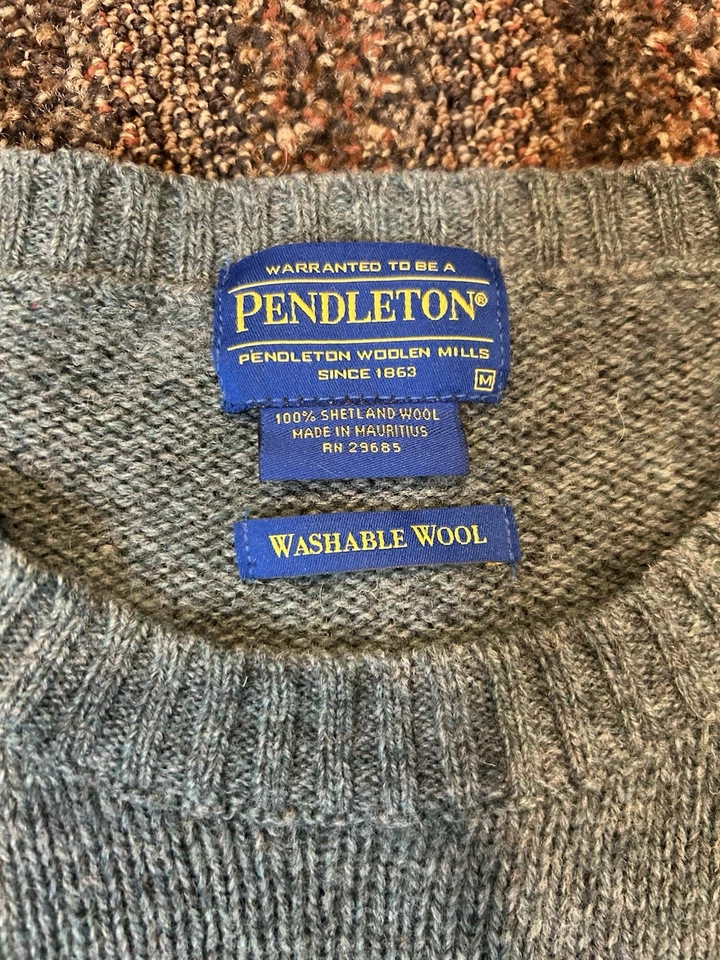 WARRANTED TO BE A
PENDLETON®
PENDLETON WOOLEN MILLS
SINCE 1863
M
100% SHETLAND WOOL
MADE IN MAURITIUS
RN 29685
WASHABLE WOOL